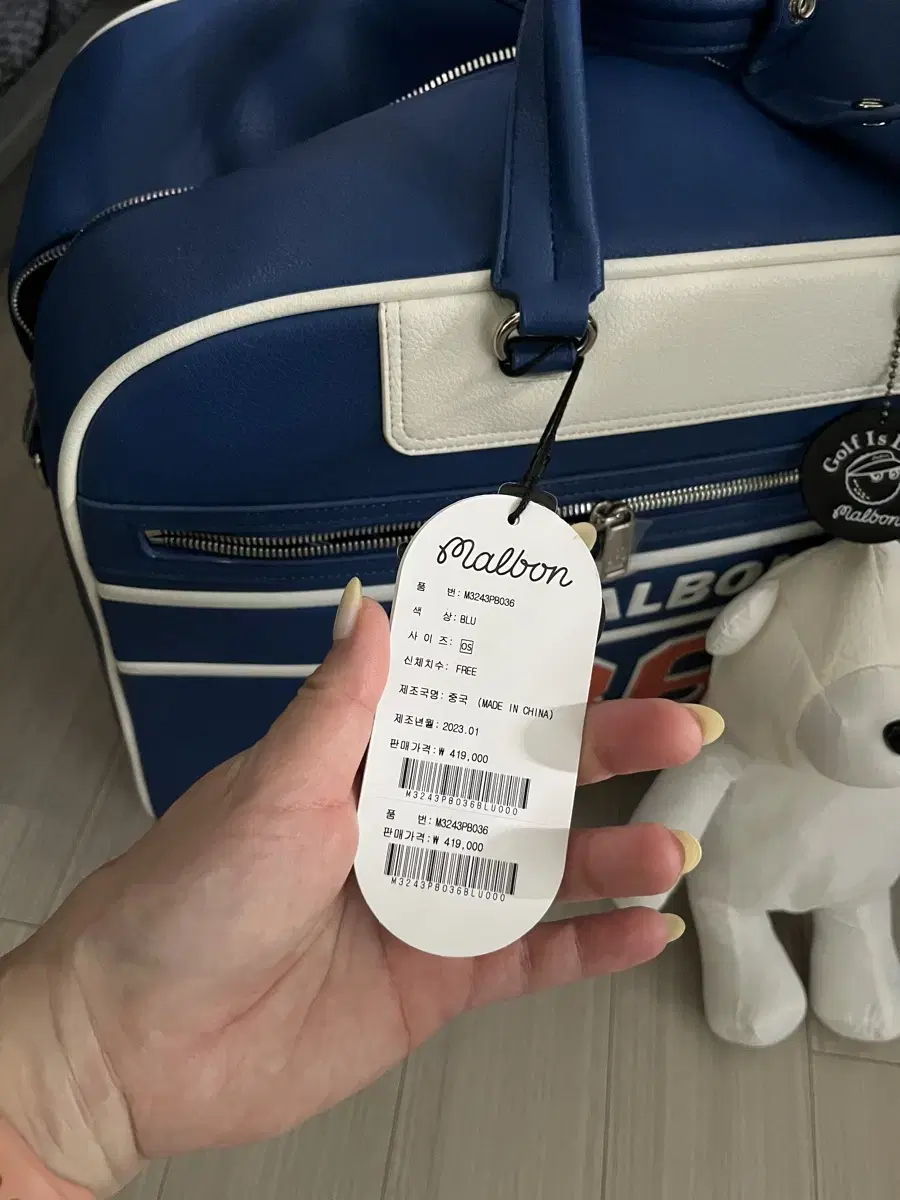 Malbon
품 번: M3243PB036
색 상: BLU
사 이 즈: OS
신체치수: FREE
제조국명: 중국 (MADE IN CHINA)
제조년월: 2023.01
판매가격: ₩ 419,000
M3243PB036BLU000
품 번: M3243PB036
판매가격: ₩ 419,000
M3243PB036BLU000
Golf Is
Malbon